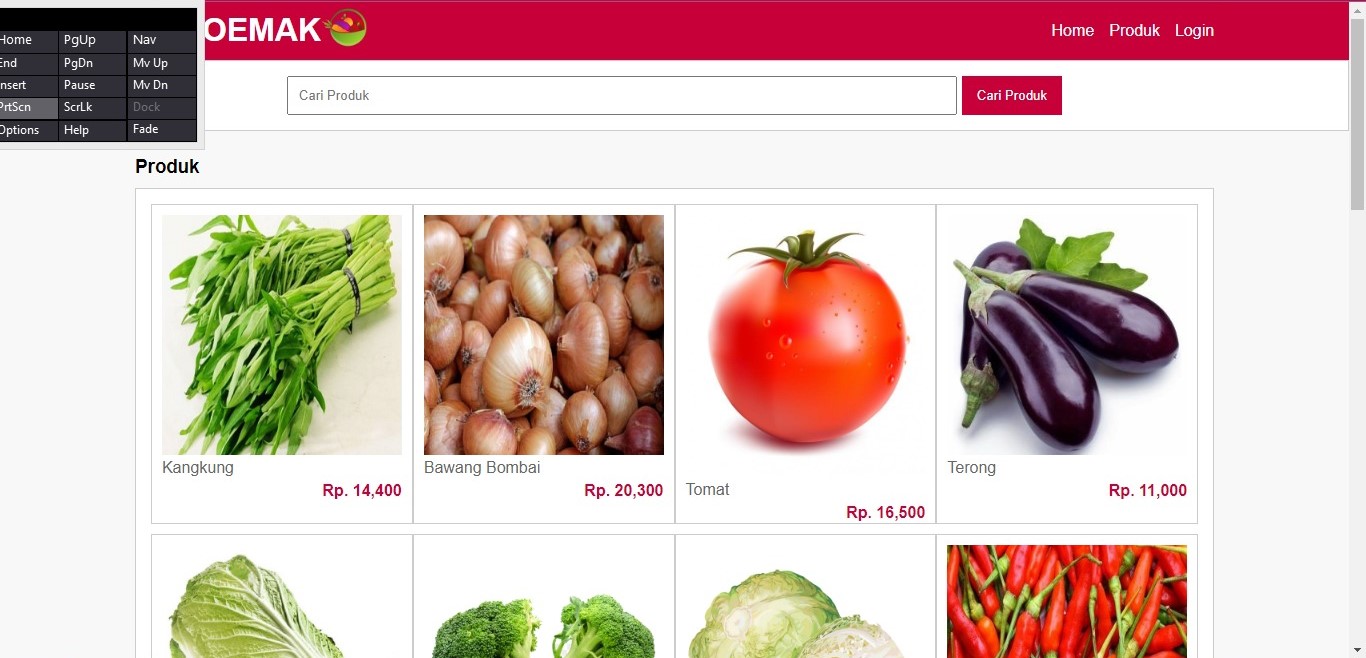 OEMAK
Home Produk Login
Home PgUp Nav
End PgDn Mv Up
Insert Pause Mv Dn
PrtScn ScrLk Dock
Options Help Fade
Cari Produk Cari Produk
Produk
Kangkung
Rp. 14,400
Bawang Bombai
Rp. 20,300
Tomat
Rp. 16,500
Terong
Rp. 11,000